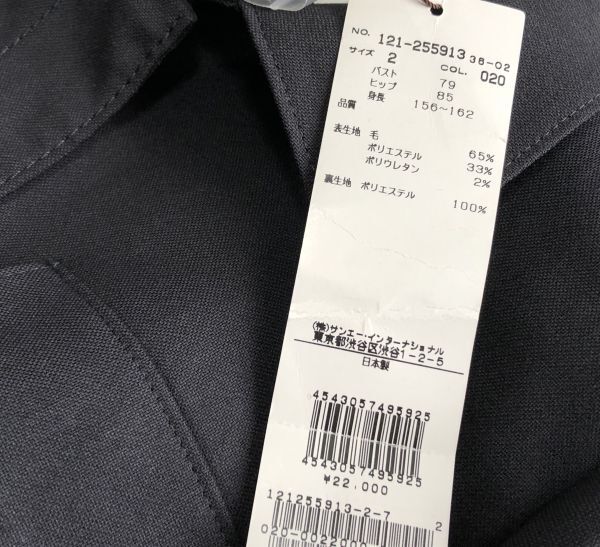 NO. 121-255913 36-02
サイズ 2 COL. 020
バスト 79
ヒップ 85
身長 156~162
品質
表生地 毛 65%
ポリエステル 33%
ポリウレタン 2%
裏生地 ポリエステル 100%
(株)サンエー・インターナショナル
東京都渋谷区渋谷1-2-5
日本製
4543057495925
4543057495925
¥22,000
121255913-2-7 2
020-0022000